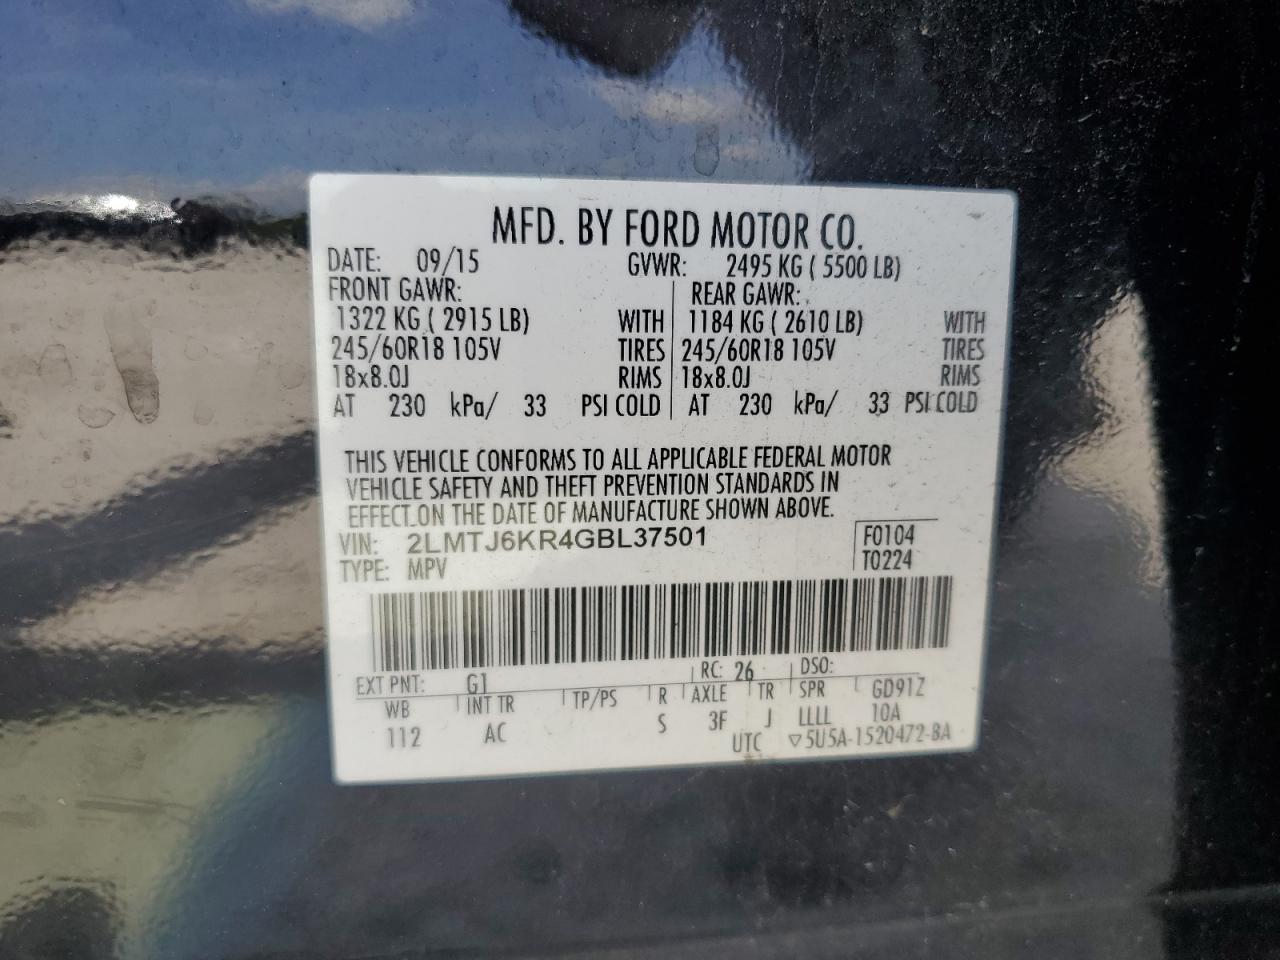 MFD. BY FORD MOTOR CO.
DATE: 09/15 GVWR: 2495 KG ( 5500 LB)
FRONT GAWR: REAR GAWR:
1322 KG ( 2915 LB) WITH 1184 KG ( 2610 LB) WITH
245/60R18 105V TIRES 245/60R18 105V TIRES
18x8.0J RIMS 18x8.0J RIMS
AT 230 kPa/ 33 PSI COLD AT 230 kPa/ 33 PSI COLD
THIS VEHICLE CONFORMS TO ALL APPLICABLE FEDERAL MOTOR
VEHICLE SAFETY AND THEFT PREVENTION STANDARDS IN
EFFECT ON THE DATE OF MANUFACTURE SHOWN ABOVE.
VIN: 2LMTJ6KR4GBL37501 F0104
TYPE: MPV T0224
EXT PNT: G1 RC: 26 DSO:
WB INT TR TP/PS R AXLE TR SPR GD91Z
112 AC S 3F J LLLL 10A
UTC ▽5U5A-1520472-BA